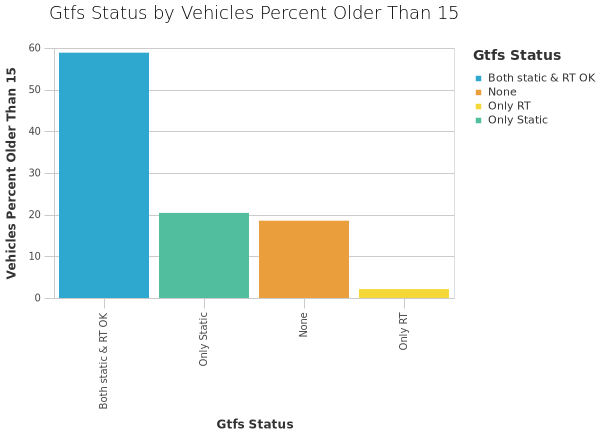 Gtfs Status by Vehicles Percent Older Than 15
Vehicles Percent Older Than 15
60
50
40
30
20
10
0
Both static & RT OK
Only Static
None
Only RT
Gtfs Status
Gtfs Status
Both static & RT OK
None
Only RT
Only Static